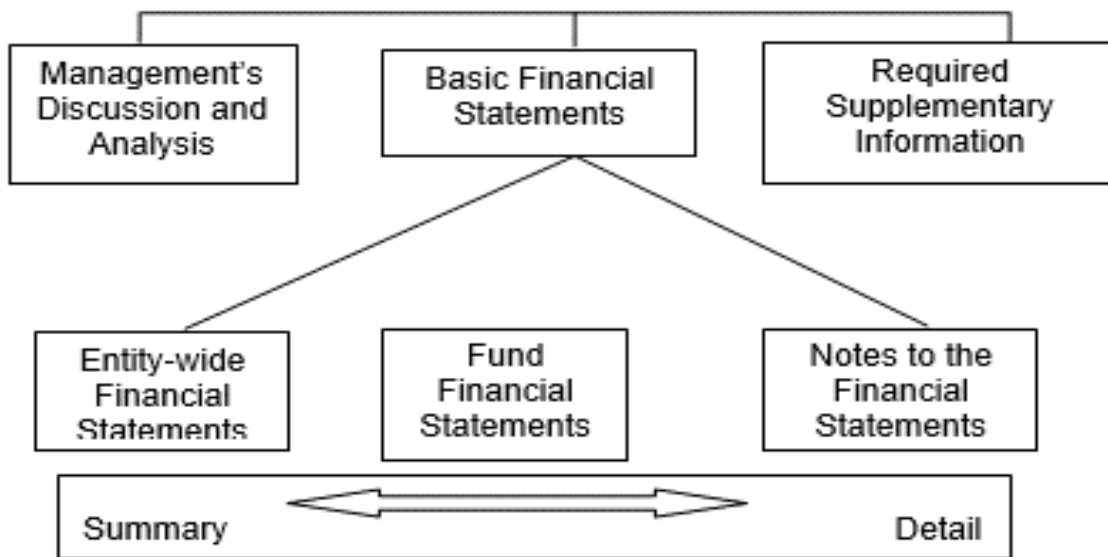 Management's
Discussion and
Analysis
Basic Financial
Statements
Required
Supplementary
Information
Entity-wide
Financial
Statements
Fund
Financial
Statements
Notes to the
Financial
Statements
Summary
Detail